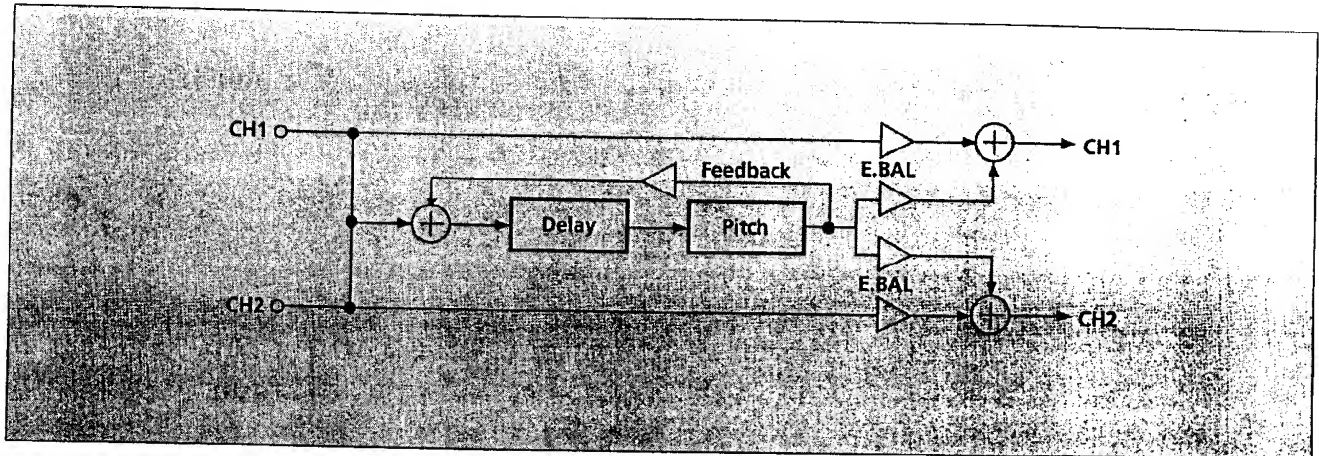 CH1
CH1
Feedback
E.BAL
Delay
Pitch
E.BAL
CH2
CH2